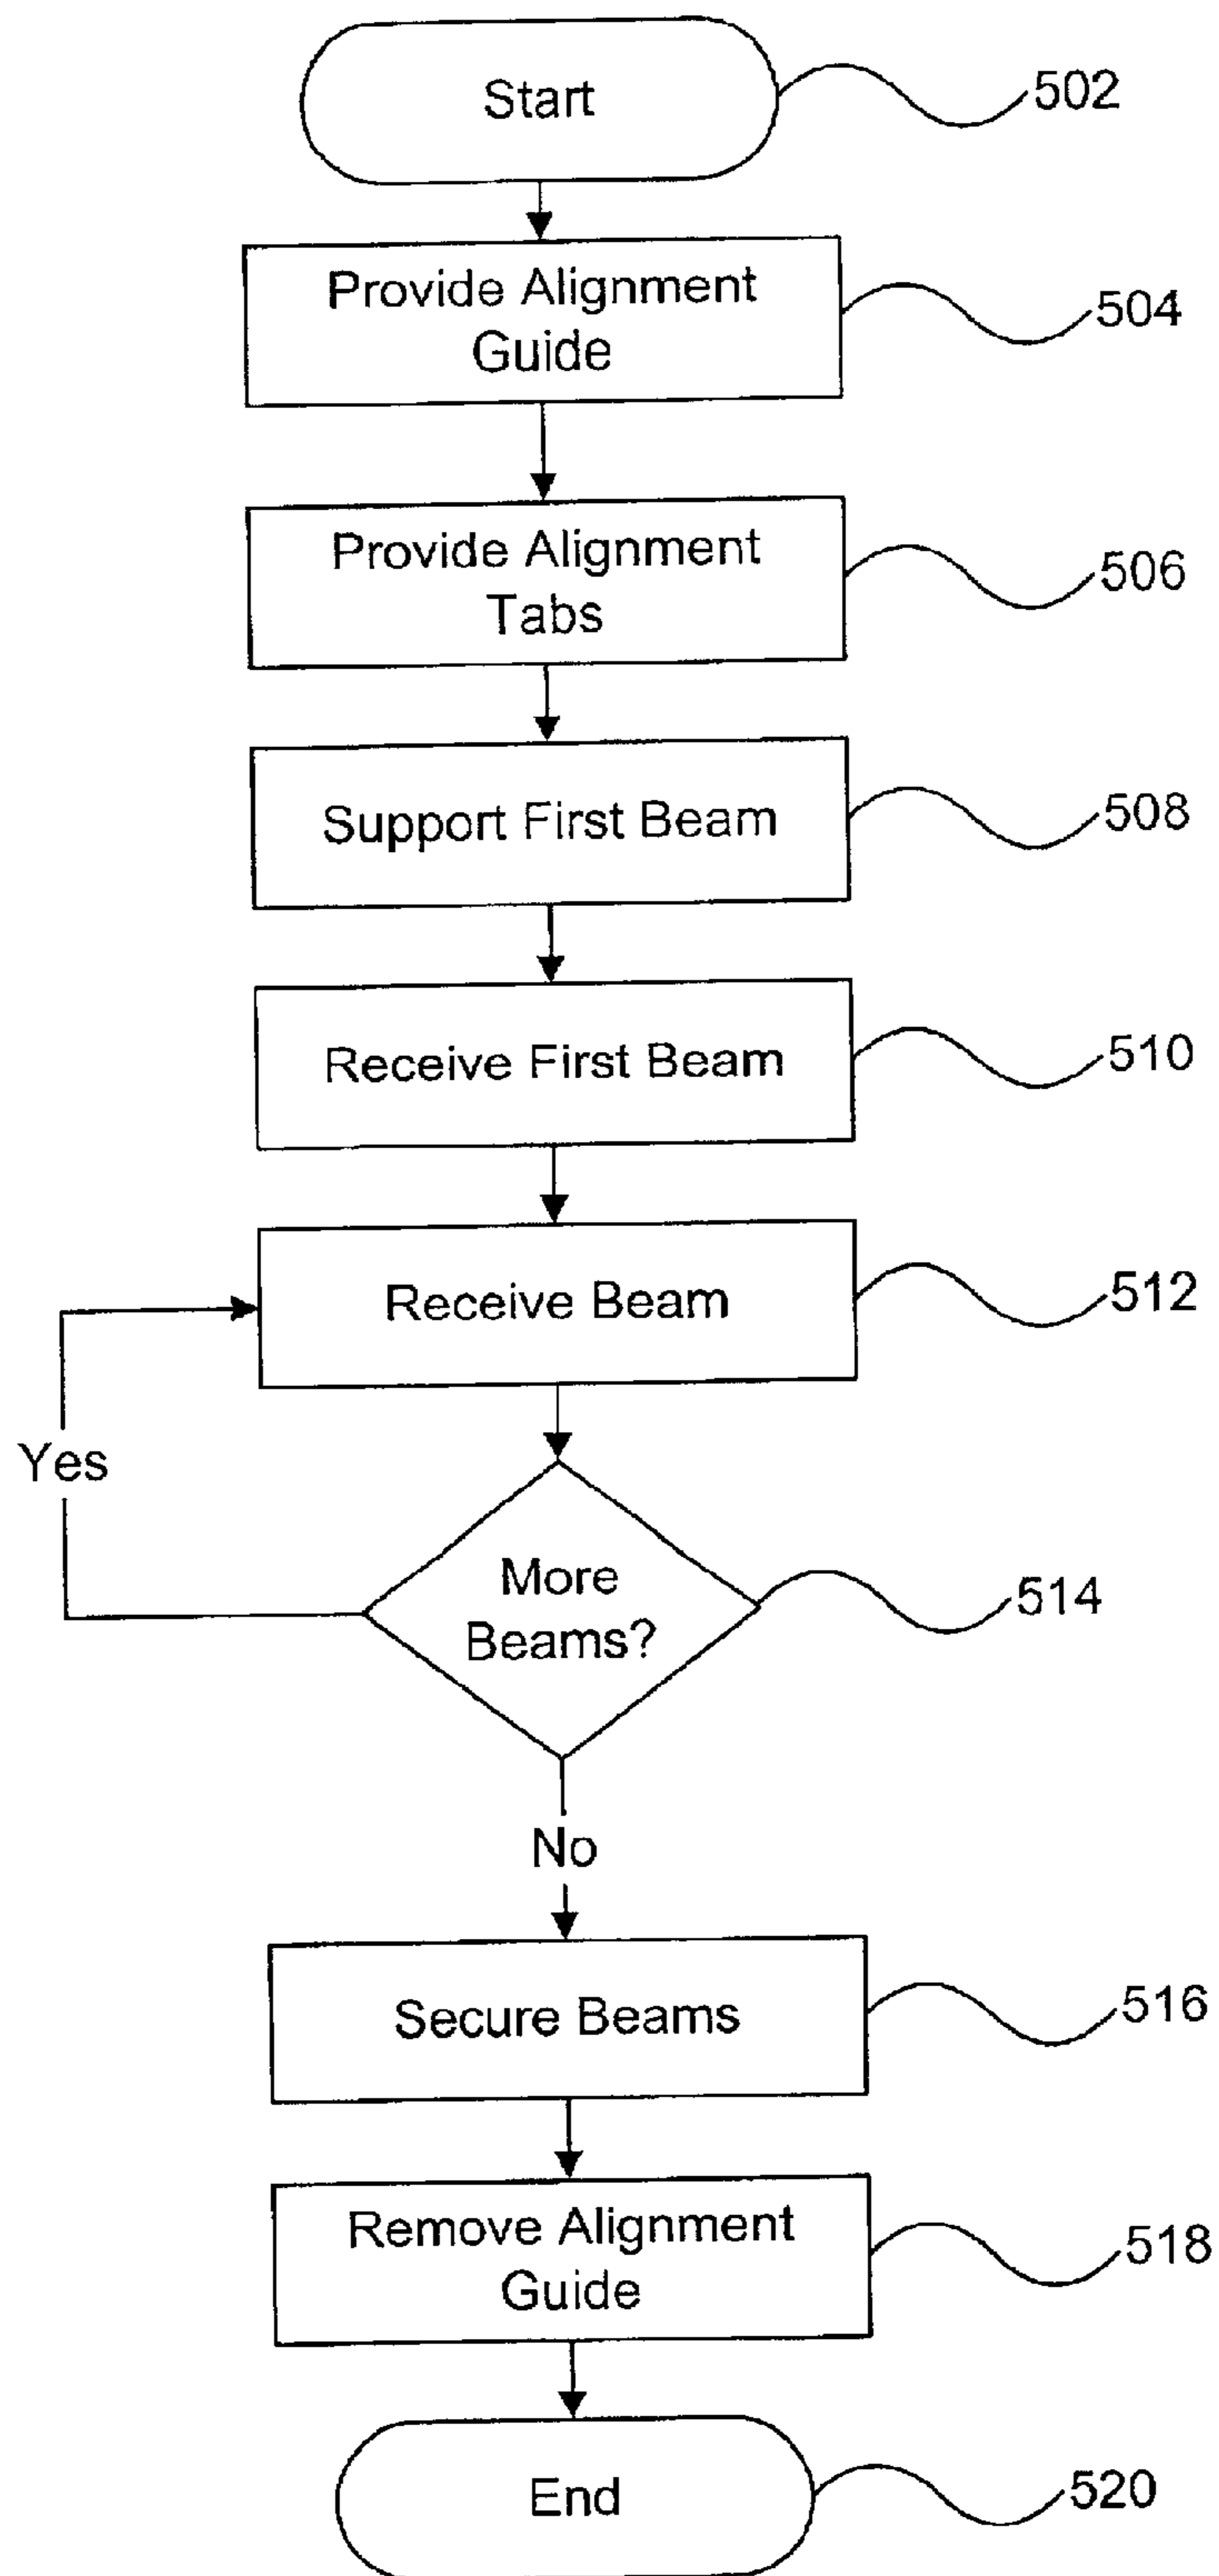 Start
502
Provide Alignment
Guide
504
Provide Alignment
Tabs
506
Support First Beam
508
Receive First Beam
510
Receive Beam
512
Yes
More
Beams?
514
No
Secure Beams
516
Remove Alignment
Guide
518
End
520